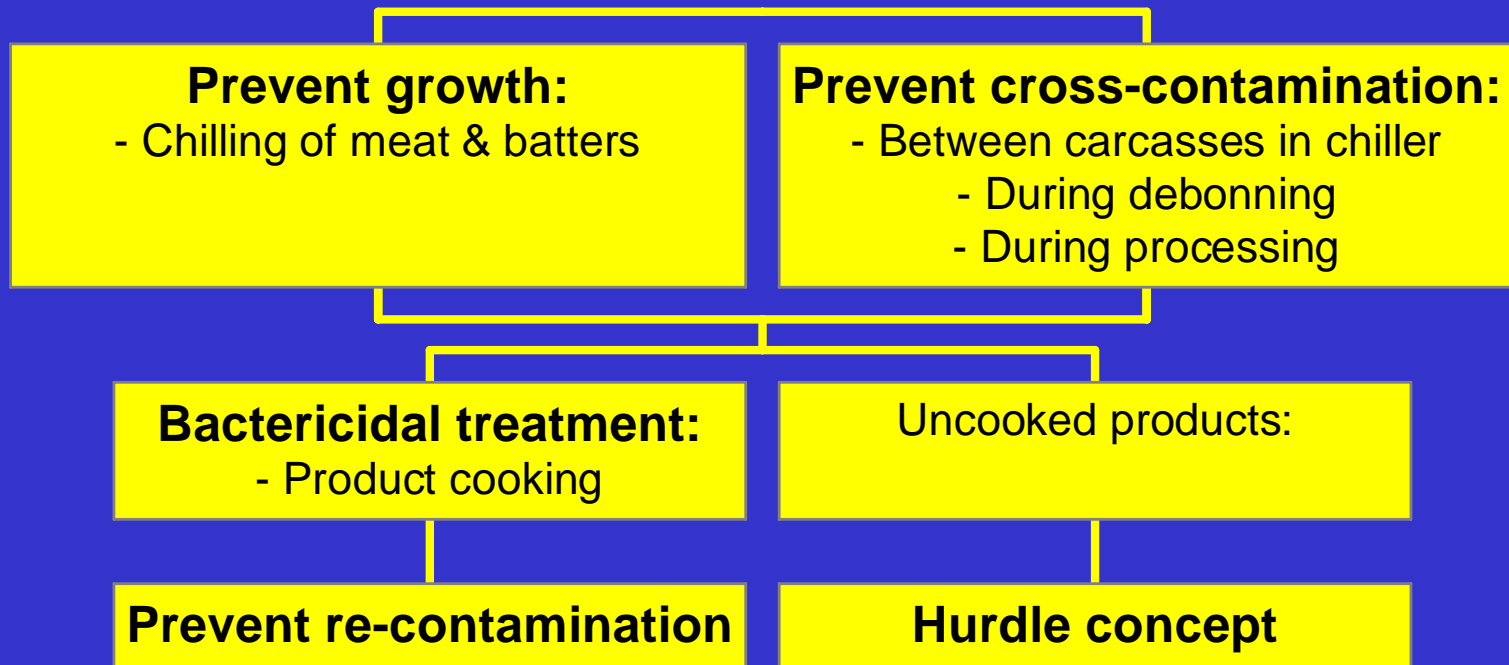 Prevent growth:
- Chilling of meat & batters
Prevent cross-contamination:
- Between carcasses in chiller
- During debonning
- During processing
Bactericidal treatment:
- Product cooking
Uncooked products:
Prevent re-contamination
Hurdle concept